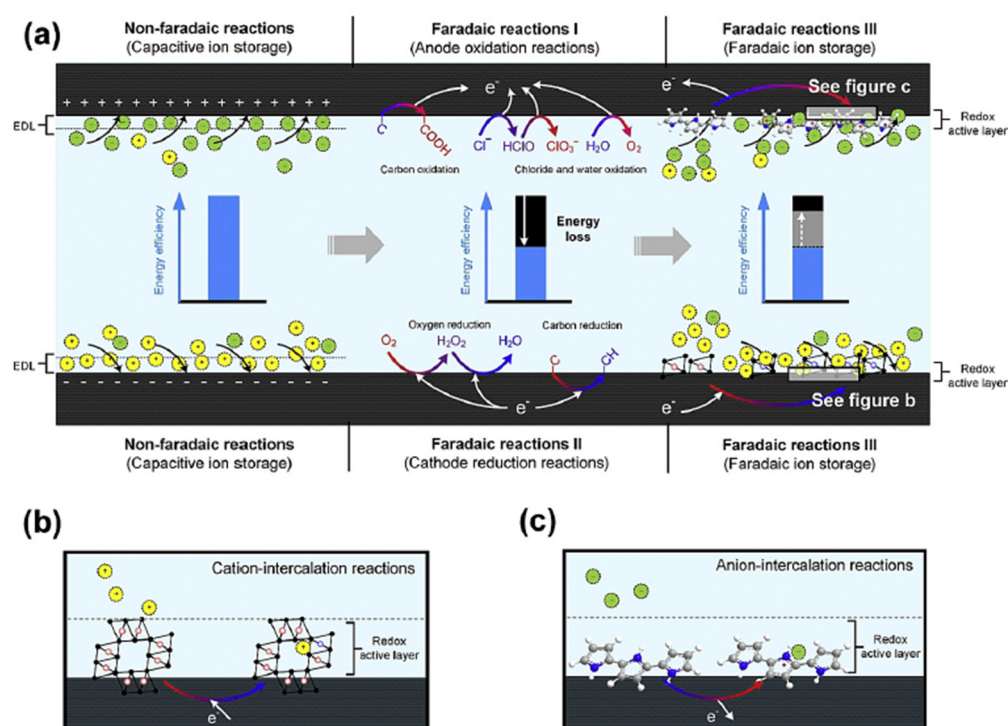 (a)
Non-faradaic reactions
(Capacitive ion storage)
Faradaic reactions I
(Anode oxidation reactions)
Faradaic reactions III
(Faradaic ion storage)
+ + + + + + + + + + + + +
EDL
e⁻
C
COOH
Carbon oxidation
Cl⁻
HClO
ClO₃⁻
H₂O
O₂
Chloride and water oxidation
e⁻
See figure c
Redox
active layer
Energy efficiency
Energy efficiency
Energy
loss
Energy efficiency
EDL
O₂
Oxygen reduction
H₂O₂
H₂O
Carbon reduction
C
CH
e⁻
e⁻
See figure b
Redox
active layer
Non-faradaic reactions
(Capacitive ion storage)
Faradaic reactions II
(Cathode reduction reactions)
Faradaic reactions III
(Faradaic ion storage)
(b)
Cation-intercalation reactions
Redox
active layer
e⁻
(c)
Anion-intercalation reactions
Redox
active layer
e⁻